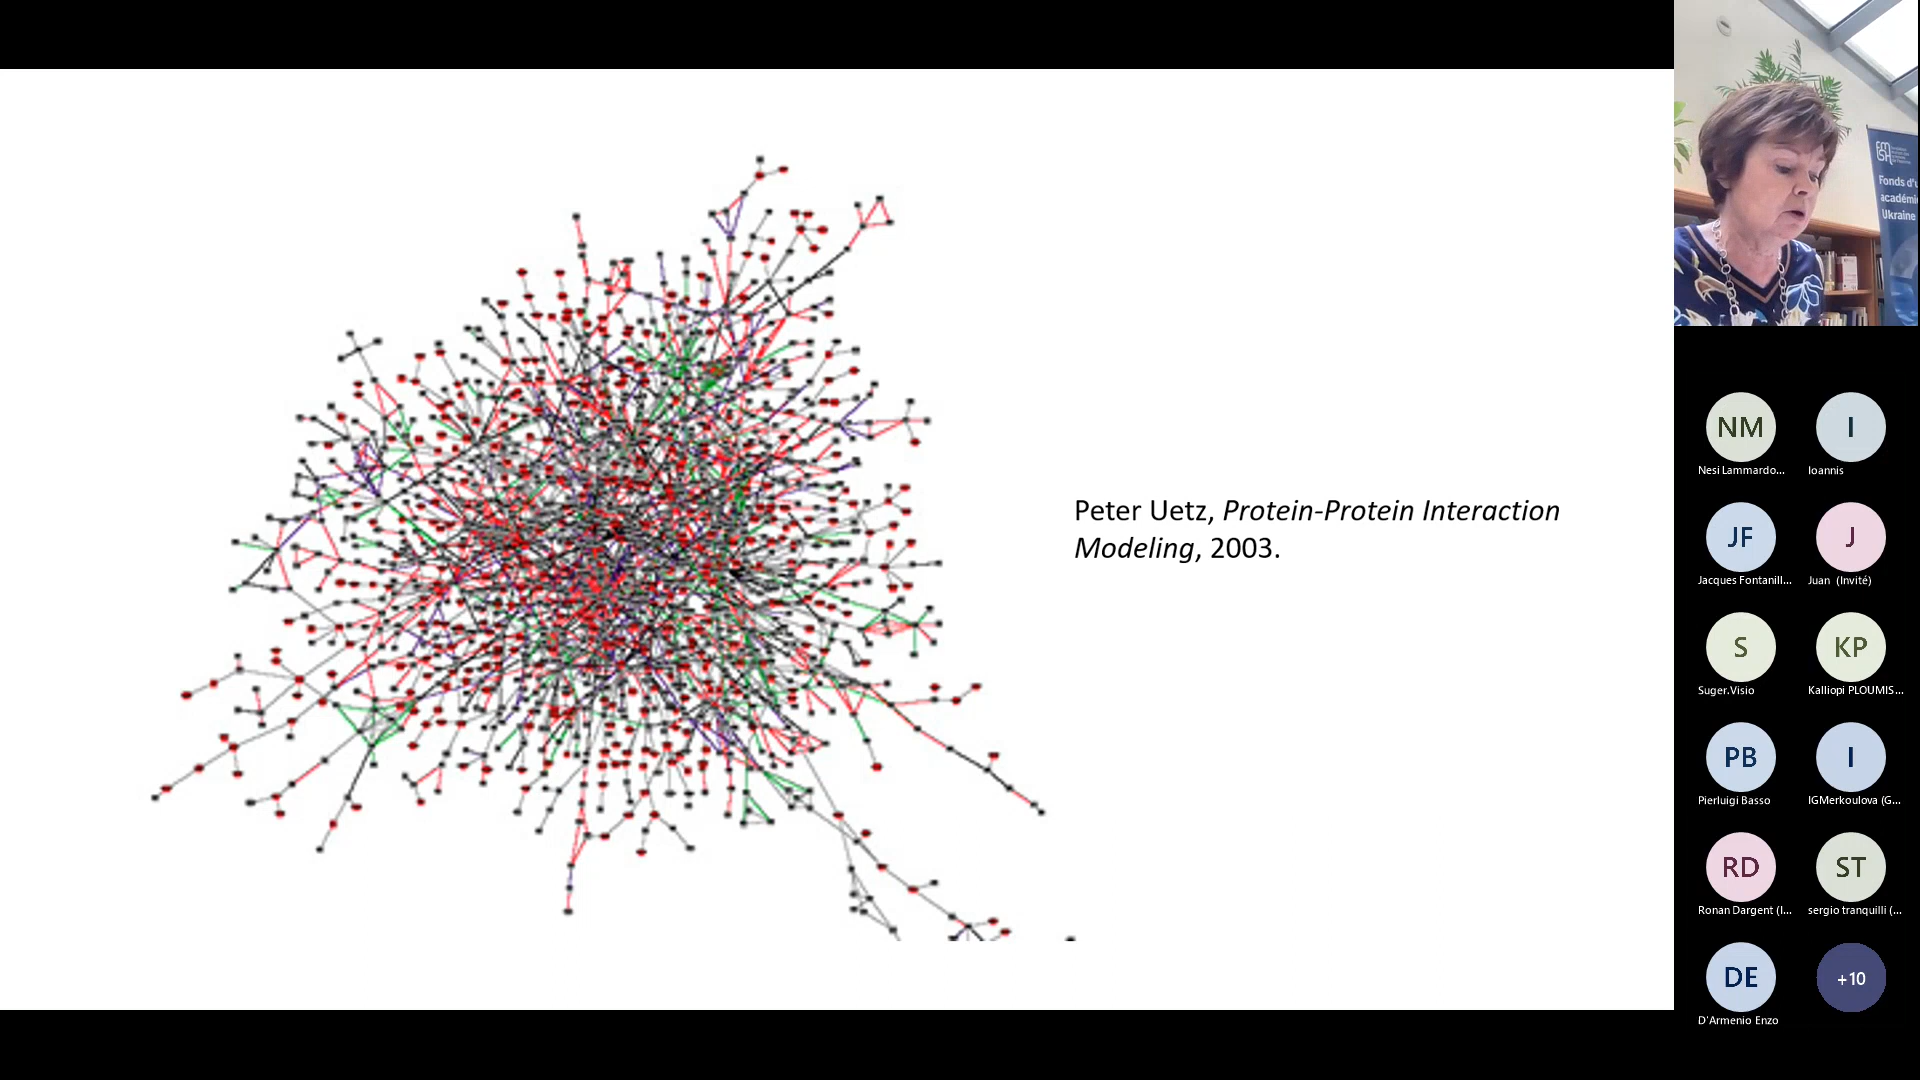 Peter Uetz, Protein-Protein Interaction
Modeling, 2003.
Fonds d'u
académi
Ukraine
NM
I
Nesi Lammardo...
Ioannis
JF
J
Jacques Fontanill...
Juan (Invité)
S
KP
Suger.Visio
Kalliopi PLOUMIS...
PB
I
Pierluigi Basso
IGMerkoulova (G...
RD
ST
Ronan Dargent (I...
sergio tranquilli (...
DE
+10
D'Armenio Enzo